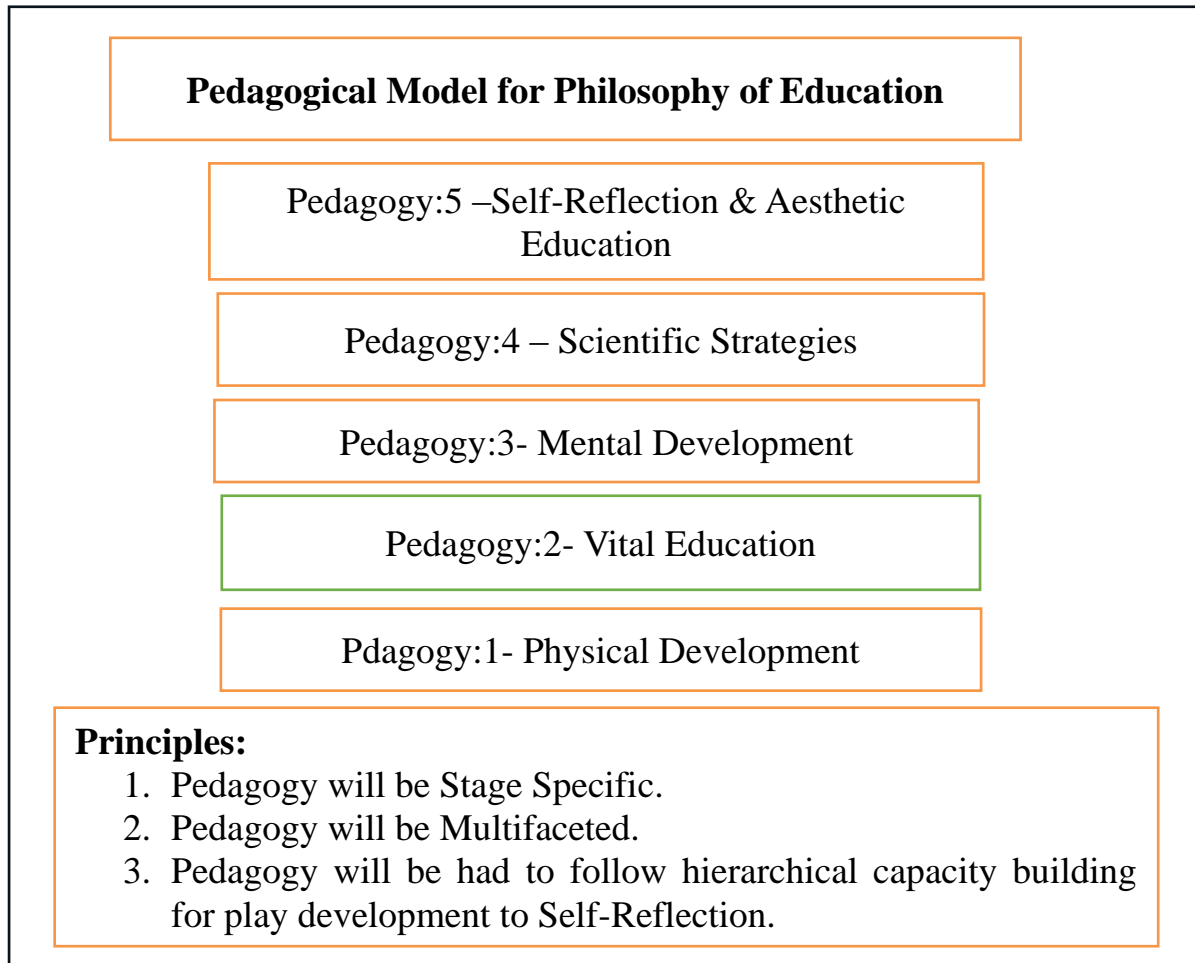 Pedagogical Model for Philosophy of Education
Pedagogy:5 –Self-Reflection & Aesthetic
Education
Pedagogy:4 – Scientific Strategies
Pedagogy:3- Mental Development
Pedagogy:2- Vital Education
Pdagogy:1- Physical Development
Principles:
1. Pedagogy will be Stage Specific.
2. Pedagogy will be Multifaceted.
3. Pedagogy will be had to follow hierarchical capacity building
for play development to Self-Reflection.